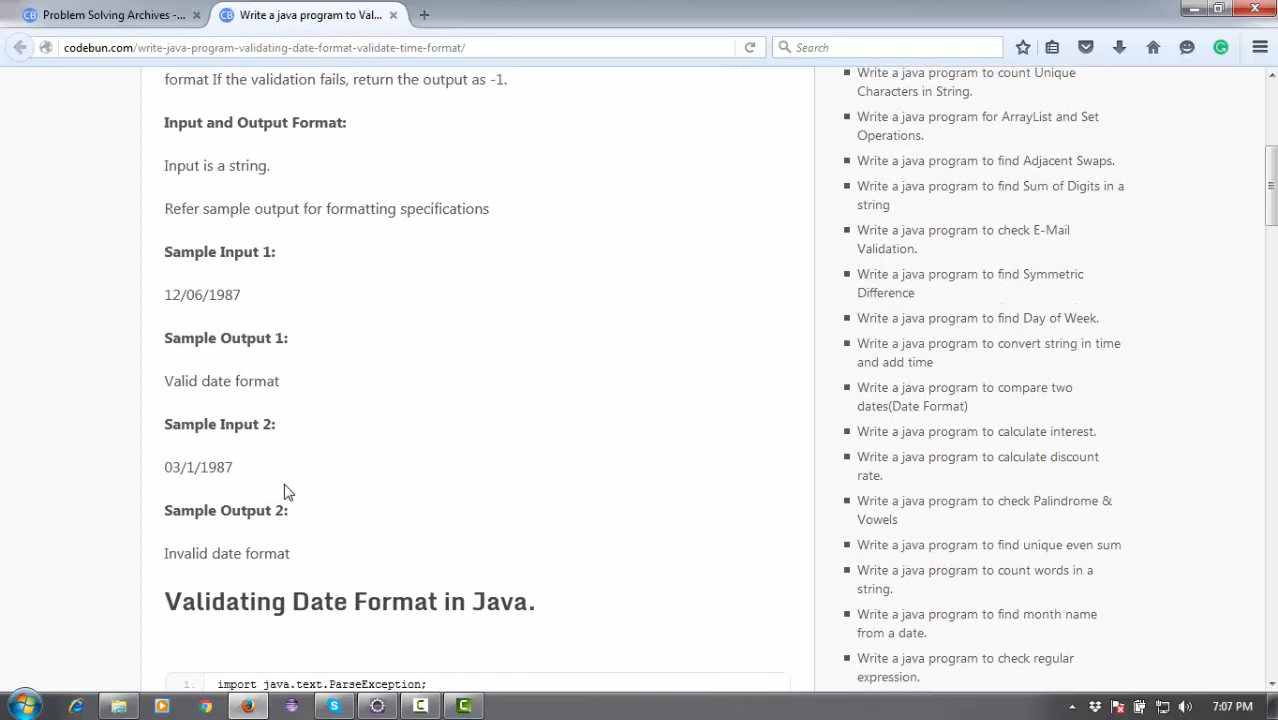 Problem Solving Archives - ...
Write a java program to Val...
codebun.com/write-java-program-validating-date-format-validate-time-format/
Search
format If the validation fails, return the output as -1.
Input and Output Format:
Input is a string.
Refer sample output for formatting specifications
Sample Input 1:
12/06/1987
Sample Output 1:
Valid date format
Sample Input 2:
03/1/1987
Sample Output 2:
Invalid date format
Validating Date Format in Java.
1. import java.text.ParseException;
Write a java program to count Unique
Characters in String.
Write a java program for ArrayList and Set
Operations.
Write a java program to find Adjacent Swaps.
Write a java program to find Sum of Digits in a
string
Write a java program to check E-Mail
Validation.
Write a java program to find Symmetric
Difference
Write a java program to find Day of Week.
Write a java program to convert string in time
and add time
Write a java program to compare two
dates(Date Format)
Write a java program to calculate interest.
Write a java program to calculate discount
rate.
Write a java program to check Palindrome &
Vowels
Write a java program to find unique even sum
Write a java program to count words in a
string.
Write a java program to find month name
from a date.
Write a java program to check regular
expression.
7:07 PM